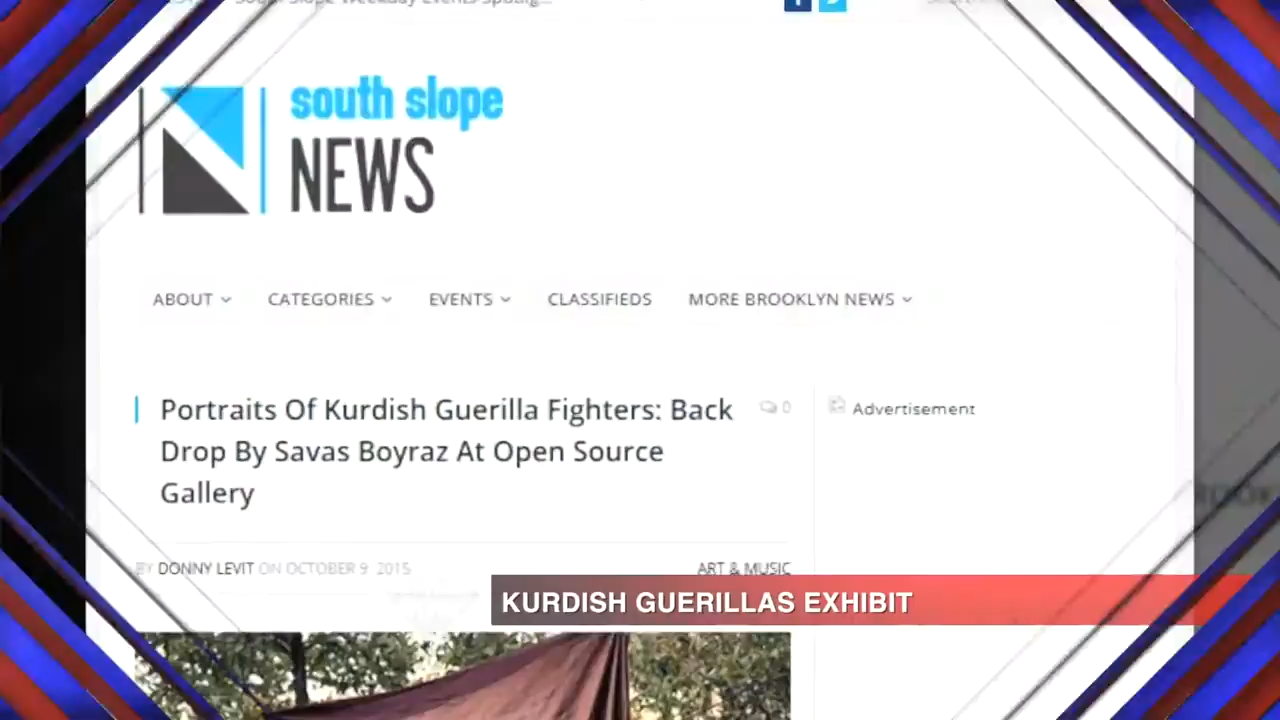 south slope
NEWS
ABOUT
CATEGORIES
EVENTS
CLASSIFIEDS
MORE BROOKLYN NEWS
Portraits Of Kurdish Guerilla Fighters: Back
Drop By Savas Boyraz At Open Source
Gallery
0
Advertisement
BY DONNY LEVIT ON OCTOBER 9 2015
ART & MUSIC
KURDISH GUERILLAS EXHIBIT